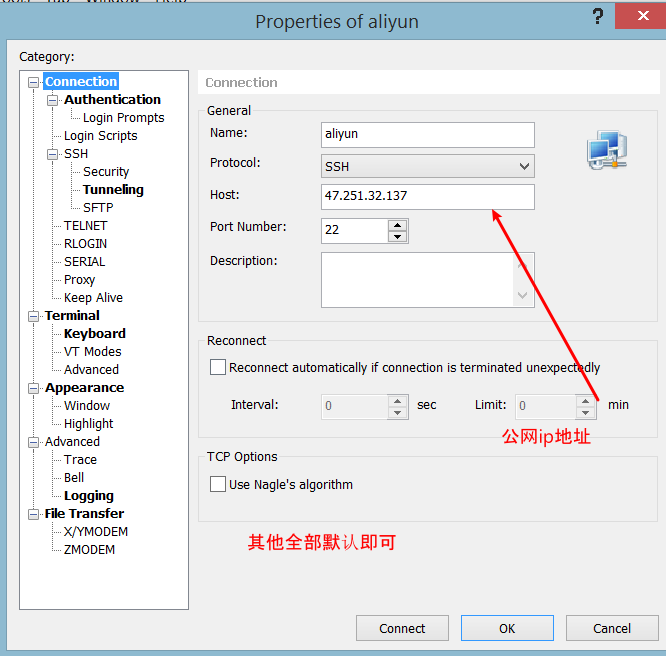 Properties of aliyun
?
Category:
Connection
Authentication
Login Prompts
Login Scripts
SSH
Security
Tunneling
SFTP
TELNET
RLOGIN
SERIAL
Proxy
Keep Alive
Terminal
Keyboard
VT Modes
Advanced
Appearance
Window
Highlight
Advanced
Trace
Bell
Logging
File Transfer
X/YMODEM
ZMODEM
Connection
General
Name: aliyun
Protocol: SSH
Host: 47.251.32.137
Port Number: 22
Description:
Reconnect
Reconnect automatically if connection is terminated unexpectedly
Interval: 0 sec Limit: 0 min
公网ip地址
TCP Options
Use Nagle's algorithm
其他全部默认即可
Connect OK Cancel